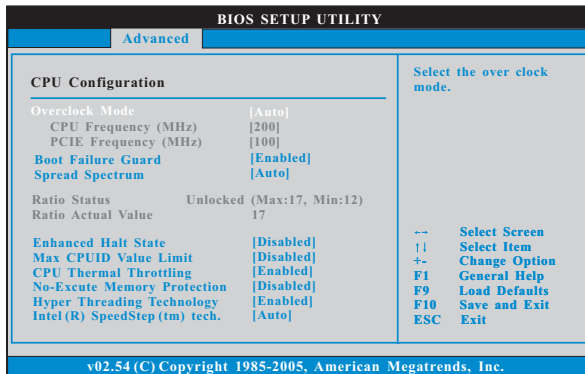 BIOS SETUP UTILITY
Advanced
CPU Configuration
Overclock Mode [Auto]
CPU Frequency (MHz) [200]
PCIE Frequency (MHz) [100]
Boot Failure Guard [Enabled]
Spread Spectrum [Auto]
Ratio Status Unlocked (Max:17, Min:12)
Ratio Actual Value 17
Enhanced Halt State [Disabled]
Max CPUID Value Limit [Disabled]
CPU Thermal Throttling [Enabled]
No-Excute Memory Protection [Disabled]
Hyper Threading Technology [Enabled]
Intel (R) SpeedStep (tm) tech. [Auto]
Select the over clock
mode.
←→ Select Screen
↑↓ Select Item
+- Change Option
F1 General Help
F9 Load Defaults
F10 Save and Exit
ESC Exit
v02.54 (C) Copyright 1985-2005, American Megatrends, Inc.